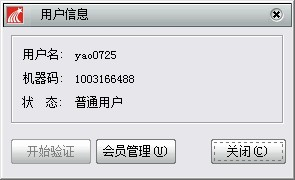 用户信息
用户名: yao0725
机器码: 1003166488
状　态: 普通用户
开始验证 会员管理(U) 关闭(C)